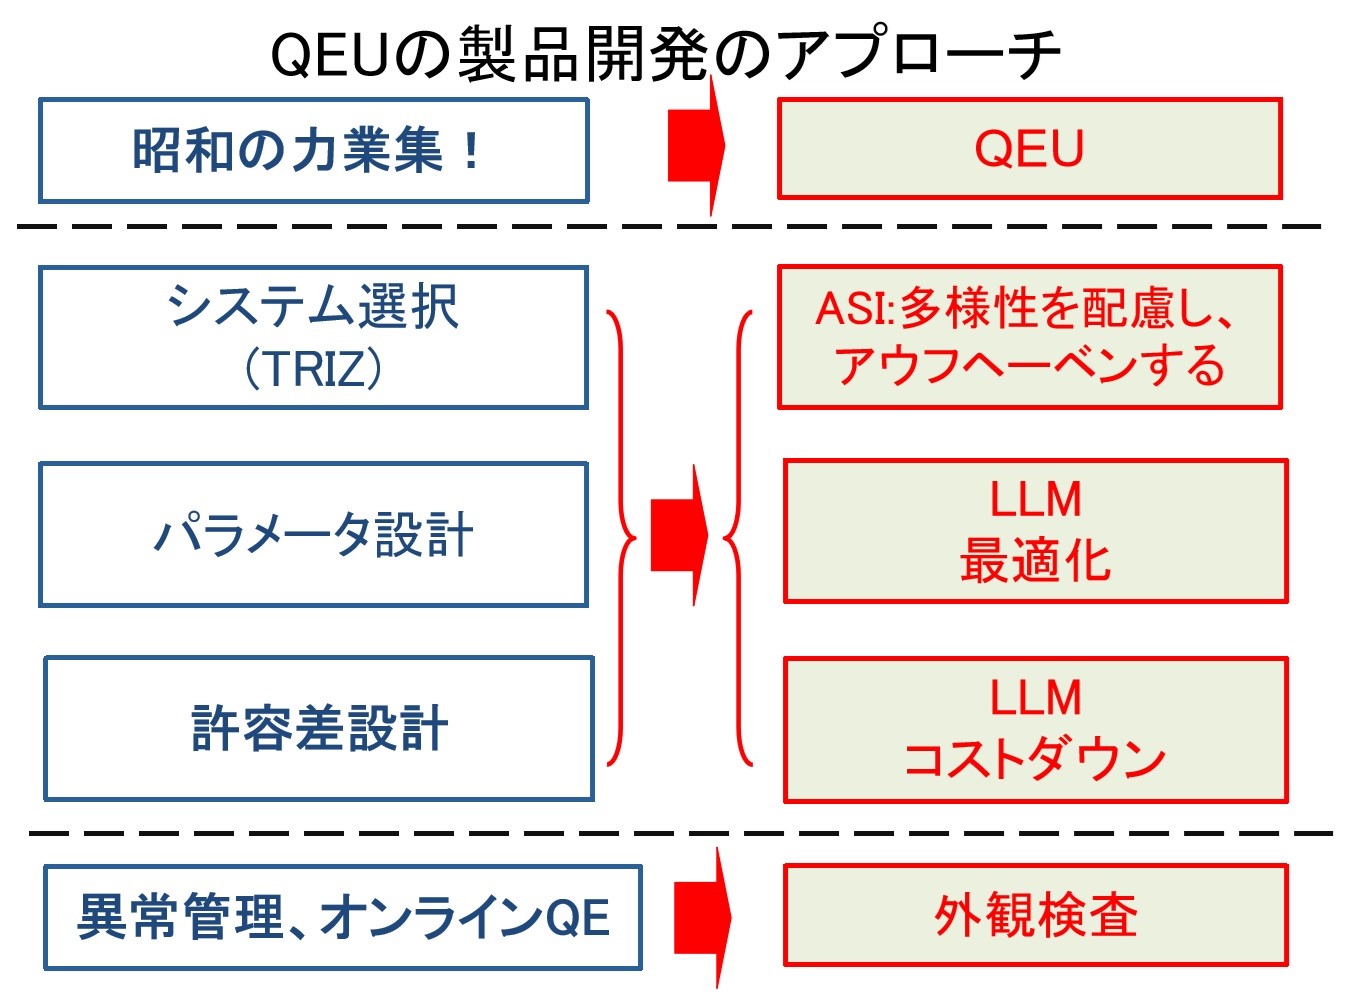 QEUの製品開発のアプローチ
昭和の力業集！
QEU
システム選択
（TRIZ）
ASI:多様性を配慮し、
アウフヘーベンする
パラメータ設計
LLM
最適化
許容差設計
LLM
コストダウン
異常管理、オンラインQE
外観検査